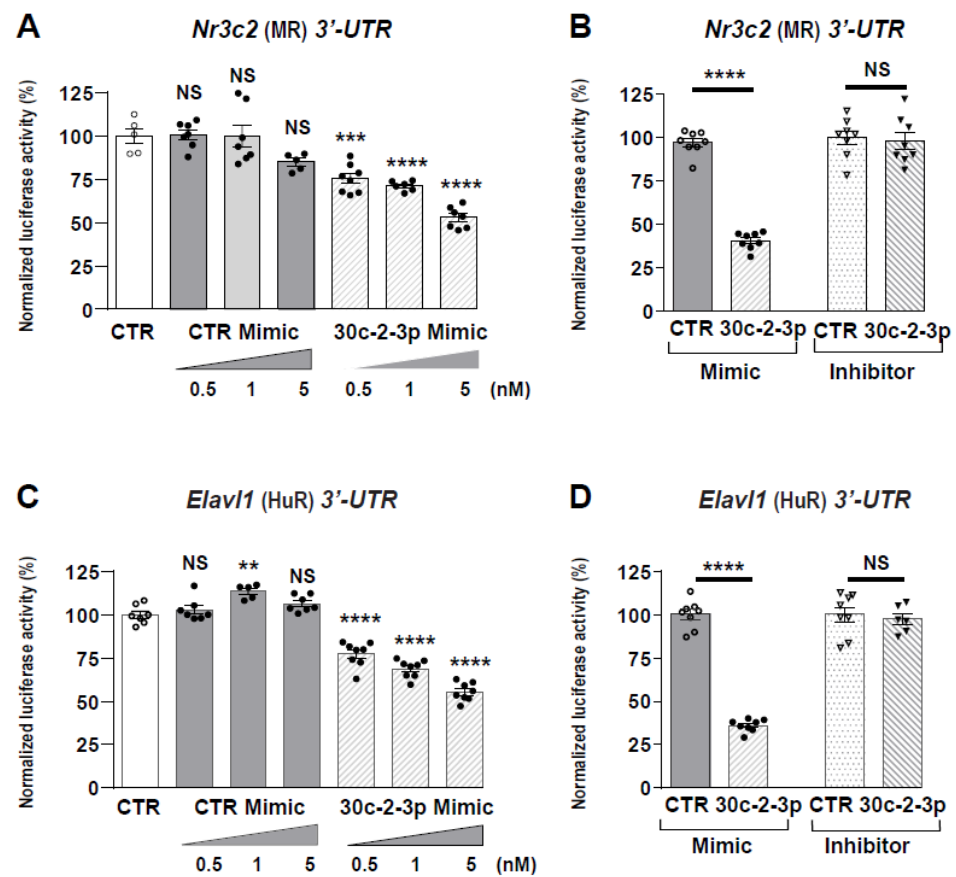 A
Nr3c2 (MR) 3’-UTR
Normalized luciferase activity (%)
125
100
75
50
25
0
NS
NS
NS
***
****
****
CTR
CTR Mimic
30c-2-3p Mimic
0.5
1
5
0.5
1
5
(nM)
B
Nr3c2 (MR) 3’-UTR
Normalized luciferase activity (%)
125
100
75
50
25
0
****
NS
CTR 30c-2-3p
CTR 30c-2-3p
Mimic
Inhibitor
C
Elavl1 (HuR) 3’-UTR
Normalized luciferase activity (%)
125
100
75
50
25
0
NS
**
NS
****
****
****
CTR
CTR Mimic
30c-2-3p Mimic
0.5
1
5
0.5
1
5
(nM)
D
Elavl1 (HuR) 3’-UTR
Normalized luciferase activity (%)
125
100
75
50
25
0
****
NS
CTR 30c-2-3p
CTR 30c-2-3p
Mimic
Inhibitor